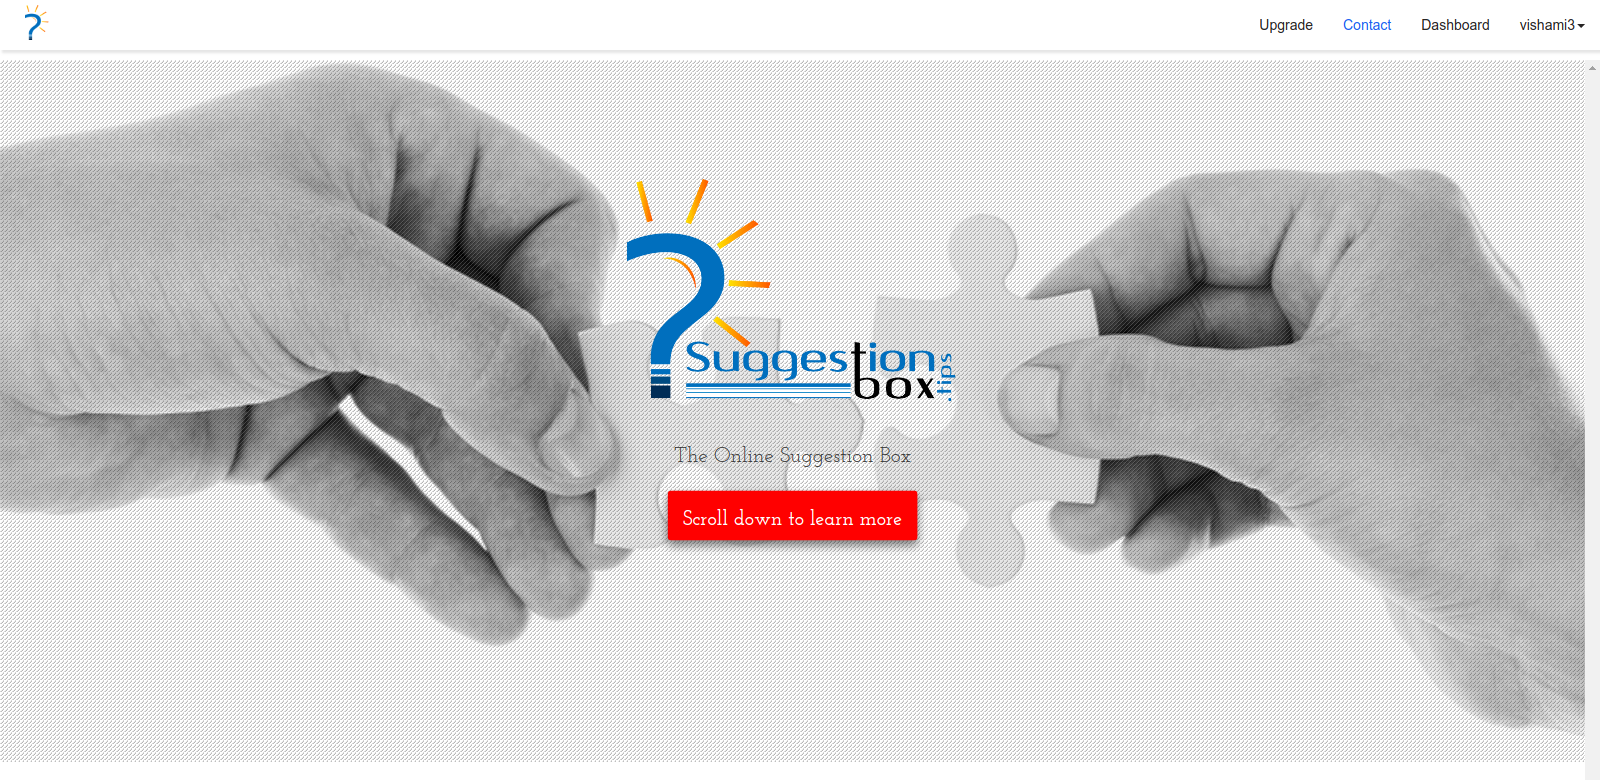 Upgrade Contact Dashboard vishami3
Suggestion
box.tips
The Online Suggestion Box
Scroll down to learn more